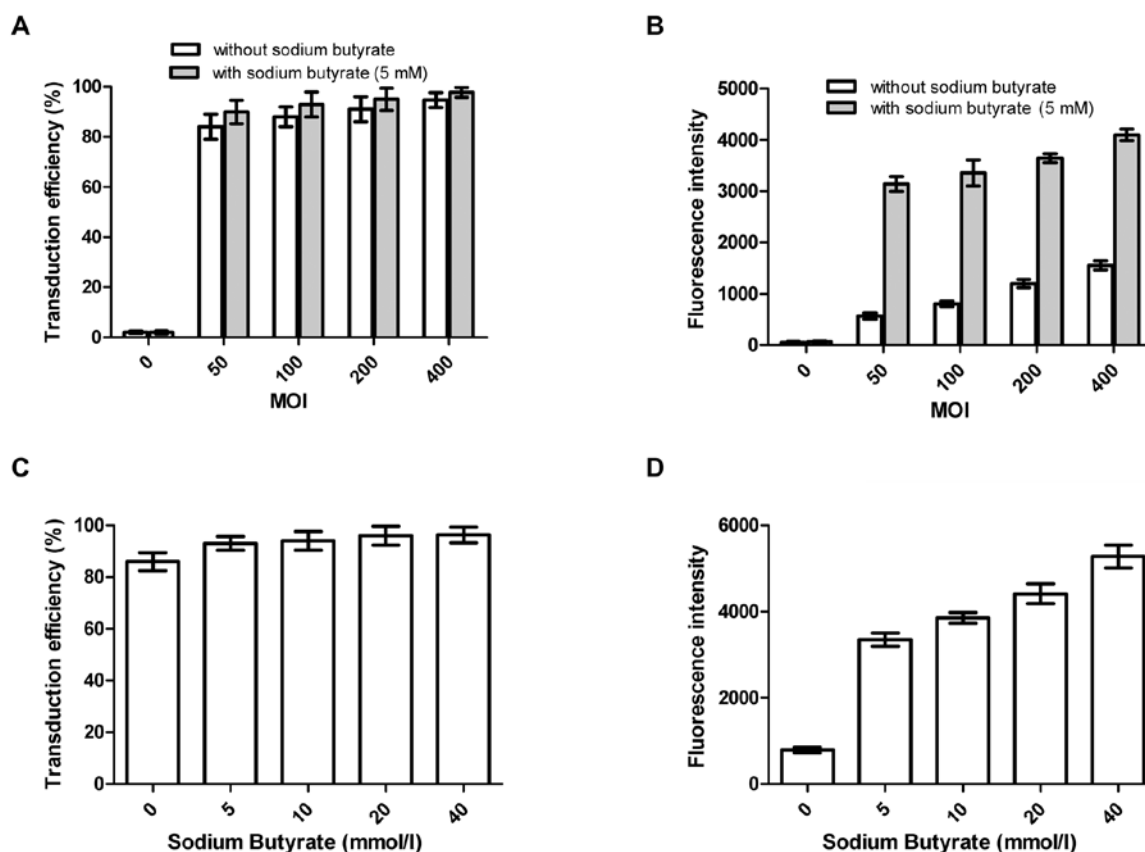 A
without sodium butyrate
with sodium butyrate (5 mM)
Transduction efficiency (%)
100
80
60
40
20
0
0 50 100 200 400
MOI
B
without sodium butyrate
with sodium butyrate (5 mM)
Fluorescence intensity
5000
4000
3000
2000
1000
0
0 50 100 200 400
MOI
C
Transduction efficiency (%)
100
80
60
40
20
0
0 5 10 20 40
Sodium Butyrate (mmol/l)
D
Fluorescence intensity
6000
4000
2000
0
0 5 10 20 40
Sodium Butyrate (mmol/l)